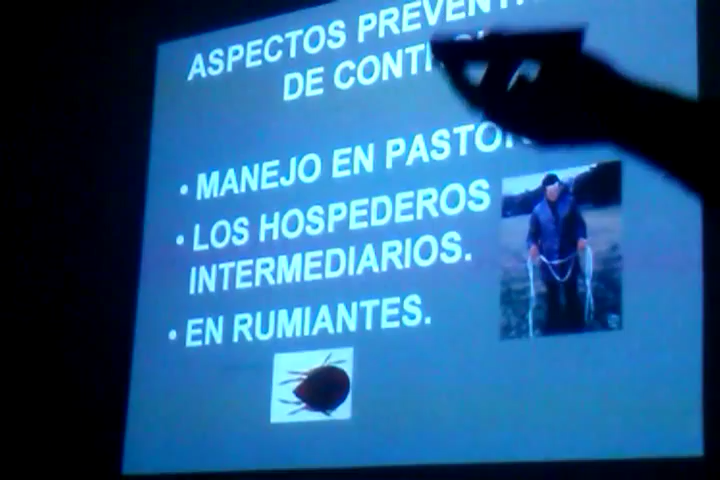 ASPECTOS
DE
• MANEJO EN
• LOS HOSPEDEROS
INTERMEDIARIOS.
• EN RUMIANTES.